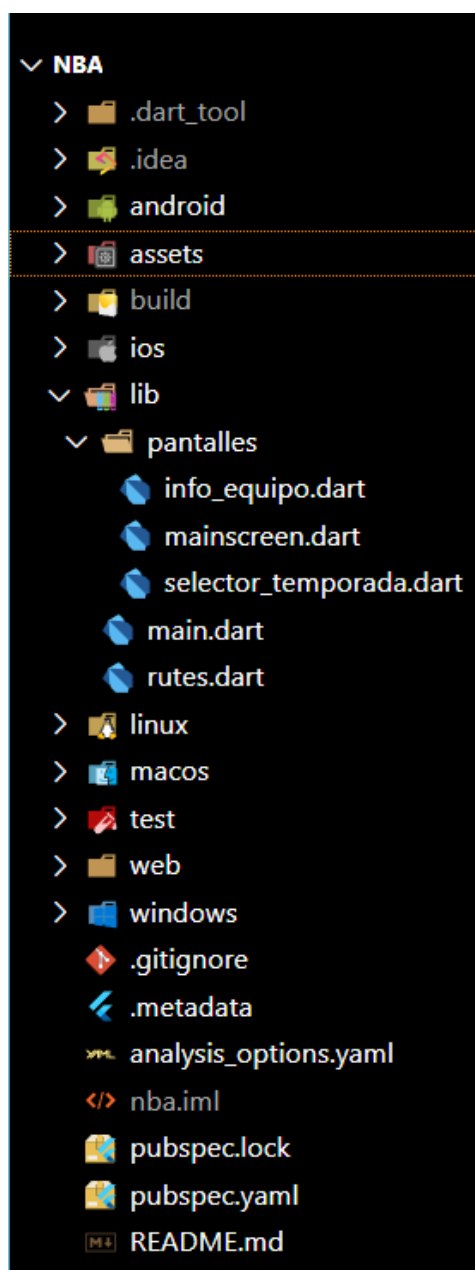 NBA
.dart_tool
.idea
android
assets
build
ios
lib
pantalles
info_equipo.dart
mainscreen.dart
selector_temporada.dart
main.dart
rutes.dart
linux
macos
test
web
windows
.gitignore
.metadata
analysis_options.yaml
nba.iml
pubspec.lock
pubspec.yaml
README.md